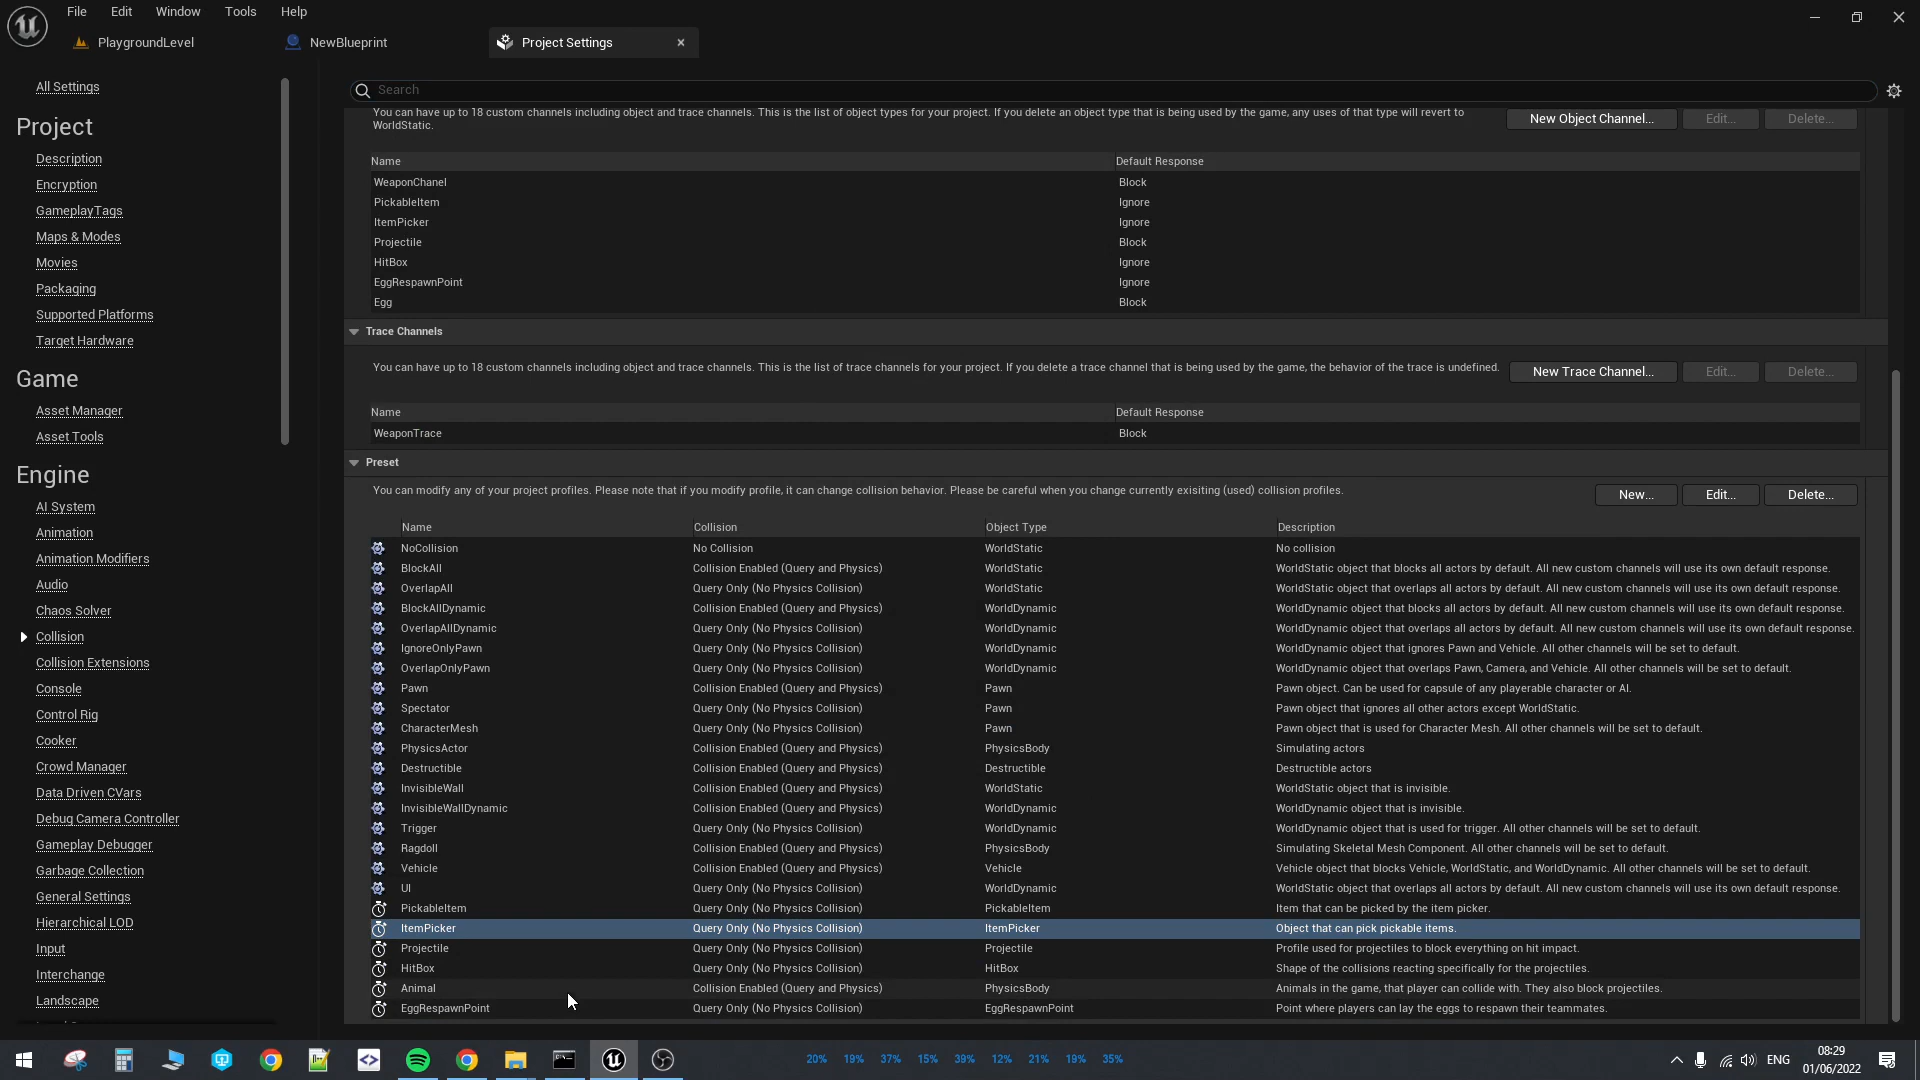 File Edit Window Tools Help
PlaygroundLevel NewBlueprint Project Settings
All Settings
Project
Description
Encryption
GameplayTags
Maps & Modes
Movies
Packaging
Supported Platforms
Target Hardware
Game
Asset Manager
Asset Tools
Engine
AI System
Animation
Animation Modifiers
Audio
Chaos Solver
Collision
Collision Extensions
Console
Control Rig
Cooker
Crowd Manager
Data Driven CVars
Debug Camera Controller
Gameplay Debugger
Garbage Collection
General Settings
Hierarchical LOD
Input
Interchange
Landscape
Search
You can have up to 18 custom channels including object and trace channels. This is the list of object types for your project. If you delete an object type that is being used by the game, any uses of that type will revert to
WorldStatic.
New Object Channel... Edit... Delete...
Name Default Response
WeaponChanel Block
PickableItem Ignore
ItemPicker Ignore
Projectile Block
HitBox Ignore
EggRespawnPoint Ignore
Egg Block
Trace Channels
You can have up to 18 custom channels including object and trace channels. This is the list of trace channels for your project. If you delete a trace channel that is being used by the game, the behavior of the trace is undefined.
New Trace Channel... Edit... Delete...
Name Default Response
WeaponTrace Block
Preset
You can modify any of your project profiles. Please note that if you modify profile, it can change collision behavior. Please be careful when you change currently exisiting (used) collision profiles.
New... Edit... Delete...
Name Collision Object Type Description
NoCollision No Collision WorldStatic No collision
BlockAll Collision Enabled (Query and Physics) WorldStatic WorldStatic object that blocks all actors by default. All new custom channels will use its own default response.
OverlapAll Query Only (No Physics Collision) WorldStatic WorldStatic object that overlaps all actors by default. All new custom channels will use its own default response.
BlockAllDynamic Collision Enabled (Query and Physics) WorldDynamic WorldDynamic object that blocks all actors by default. All new custom channels will use its own default response.
OverlapAllDynamic Query Only (No Physics Collision) WorldDynamic WorldDynamic object that overlaps all actors by default. All new custom channels will use its own default response.
IgnoreOnlyPawn Query Only (No Physics Collision) WorldDynamic WorldDynamic object that ignores Pawn and Vehicle. All other channels will be set to default.
OverlapOnlyPawn Query Only (No Physics Collision) WorldDynamic WorldDynamic object that overlaps Pawn, Camera, and Vehicle. All other channels will be set to default.
Pawn Collision Enabled (Query and Physics) Pawn Pawn object. Can be used for capsule of any playerable character or AI.
Spectator Query Only (No Physics Collision) Pawn Pawn object that ignores all other actors except WorldStatic.
CharacterMesh Query Only (No Physics Collision) Pawn Pawn object that is used for Character Mesh. All other channels will be set to default.
PhysicsActor Collision Enabled (Query and Physics) PhysicsBody Simulating actors
Destructible Collision Enabled (Query and Physics) Destructible Destructible actors
InvisibleWall Collision Enabled (Query and Physics) WorldStatic WorldStatic object that is invisible.
InvisibleWallDynamic Collision Enabled (Query and Physics) WorldDynamic WorldDynamic object that is invisible.
Trigger Query Only (No Physics Collision) WorldDynamic WorldDynamic object that is used for trigger. All other channels will be set to default.
Ragdoll Collision Enabled (Query and Physics) PhysicsBody Simulating Skeletal Mesh Component. All other channels will be set to default.
Vehicle Collision Enabled (Query and Physics) Vehicle Vehicle object that blocks Vehicle, WorldStatic, and WorldDynamic. All other channels will be set to default.
UI Query Only (No Physics Collision) WorldDynamic WorldStatic object that overlaps all actors by default. All new custom channels will use its own default response.
PickableItem Query Only (No Physics Collision) PickableItem Item that can be picked by the item picker.
ItemPicker Query Only (No Physics Collision) ItemPicker Object that can pick pickable items.
Projectile Query Only (No Physics Collision) Projectile Profile used for projectiles to block everything on hit impact.
HitBox Query Only (No Physics Collision) HitBox Shape of the collisions reacting specifically for the projectiles.
Animal Collision Enabled (Query and Physics) PhysicsBody Animals in the game, that player can collide with. They also block projectiles.
EggRespawnPoint Query Only (No Physics Collision) EggRespawnPoint Point where players can lay the eggs to respawn their teammates.
20% 19% 37% 15% 39% 12% 21% 19% 35%
ENG
08:29
01/06/2022